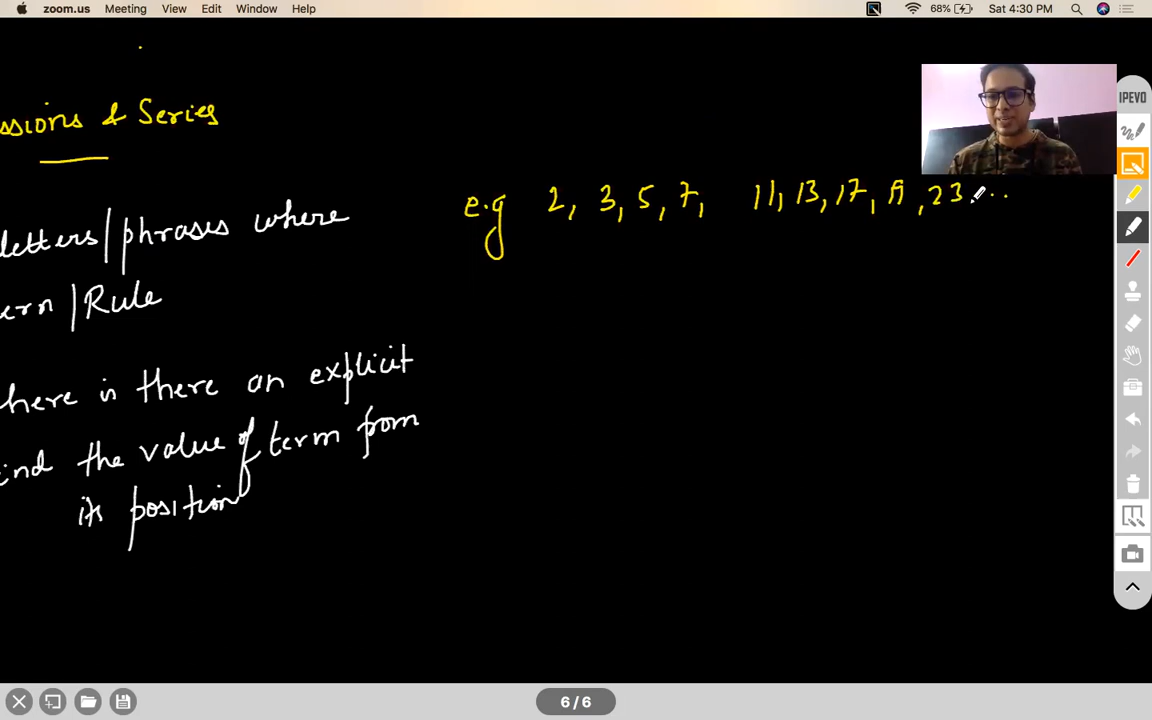 zoom.us Meeting View Edit Window Help 68% Sat 4:30 PM
ssions & Series
IPEVO
e.g 2, 3, 5, 7, 11, 13, 17, 19, 23...
letters/phrases where
ern/Rule
here is there an explicit
ind the value of term from
its position
6/6